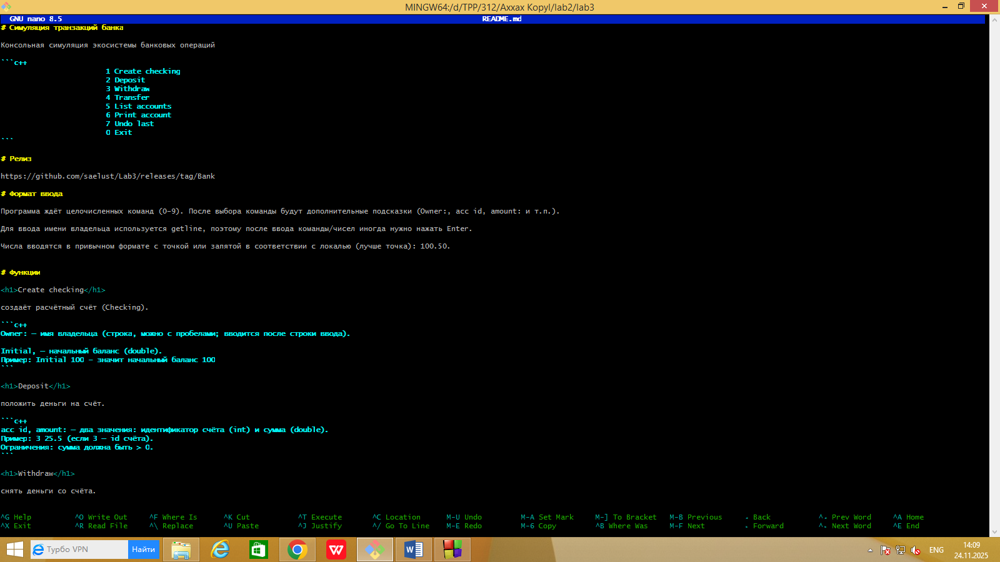 MINGW64:/d/TPP/312/Axxax Kopyl/lab2/lab3
GNU nano 8.5 README.md
# Симуляция транзакций банка
Консольная симуляция экосистемы банковых операций
```c++
1 Create checking
2 Deposit
3 Withdraw
4 Transfer
5 List accounts
6 Print account
7 Undo last
0 Exit
```
# Релиз
https://github.com/saelust/Lab3/releases/tag/Bank
# Формат ввода
Программа ждёт целочисленных команд (0–9). После выбора команды будут дополнительные подсказки (Owner:, acc id, amount: и т.п.).
Для ввода имени владельца используется getline, поэтому после ввода команды/чисел иногда нужно нажать Enter.
Числа вводятся в привычном формате с точкой или запятой в соответствии с локалью (лучше точка): 100.50.
# Функции
<h1>Create checking</h1>
создаёт расчётный счёт (Checking).
```c++
Owner: — имя владельца (строка, можно с пробелами; вводится после строки ввода).
Initial, — начальный баланс (double).
Пример: Initial 100 - значит начальный баланс 100
```
<h1>Deposit</h1>
положить деньги на счёт.
```c++
acc id, amount: — два значения: идентификатор счёта (int) и сумма (double).
Пример: 3 25.5 (если 3 — id счёта).
Ограничения: сумма должна быть > 0.
```
<h1>Withdraw</h1>
снять деньги со счёта.
^G Help ^O Write Out ^F Where Is ^K Cut ^T Execute ^C Location M-U Undo M-A Set Mark M-] To Bracket M-B Previous Back Prev Word ^A Home
^X Exit ^R Read File ^\ Replace ^U Paste ^J Justify ^/ Go To Line M-E Redo M-6 Copy ^B Where Was M-F Next Forward Next Word ^E End
Турбо VPN Найти
ENG
14:09
24.11.2025